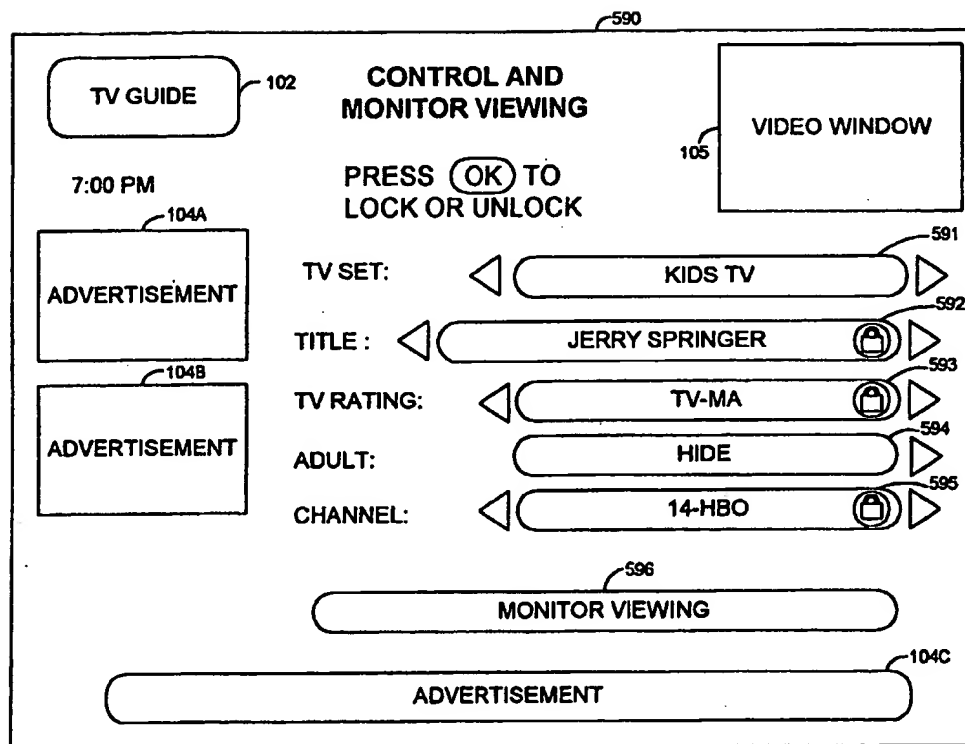 590
TV GUIDE
102
CONTROL AND
MONITOR VIEWING
VIDEO WINDOW
105
7:00 PM
PRESS OK TO
LOCK OR UNLOCK
104A
ADVERTISEMENT
591
TV SET:
KIDS TV
592
TITLE :
JERRY SPRINGER
104B
ADVERTISEMENT
593
TV RATING:
TV-MA
594
ADULT:
HIDE
595
CHANNEL:
14-HBO
596
MONITOR VIEWING
104C
ADVERTISEMENT